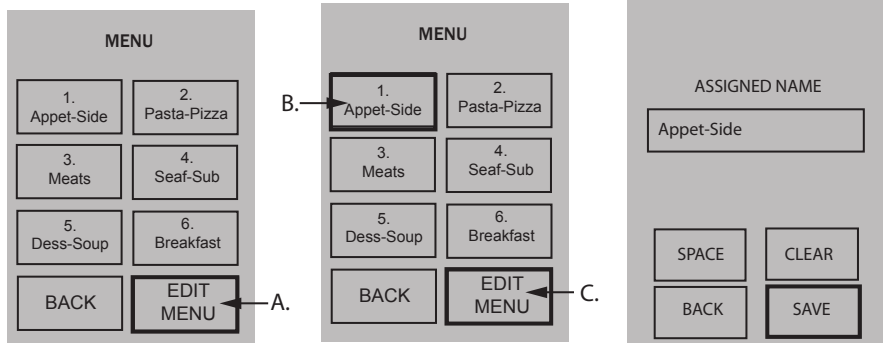 MENU
1.
Appet-Side
2.
Pasta-Pizza
3.
Meats
4.
Seaf-Sub
5.
Dess-Soup
6.
Breakfast
BACK
EDIT
MENU
A.
MENU
B.
1.
Appet-Side
2.
Pasta-Pizza
3.
Meats
4.
Seaf-Sub
5.
Dess-Soup
6.
Breakfast
BACK
EDIT
MENU
C.
ASSIGNED NAME
Appet-Side
SPACE
CLEAR
BACK
SAVE